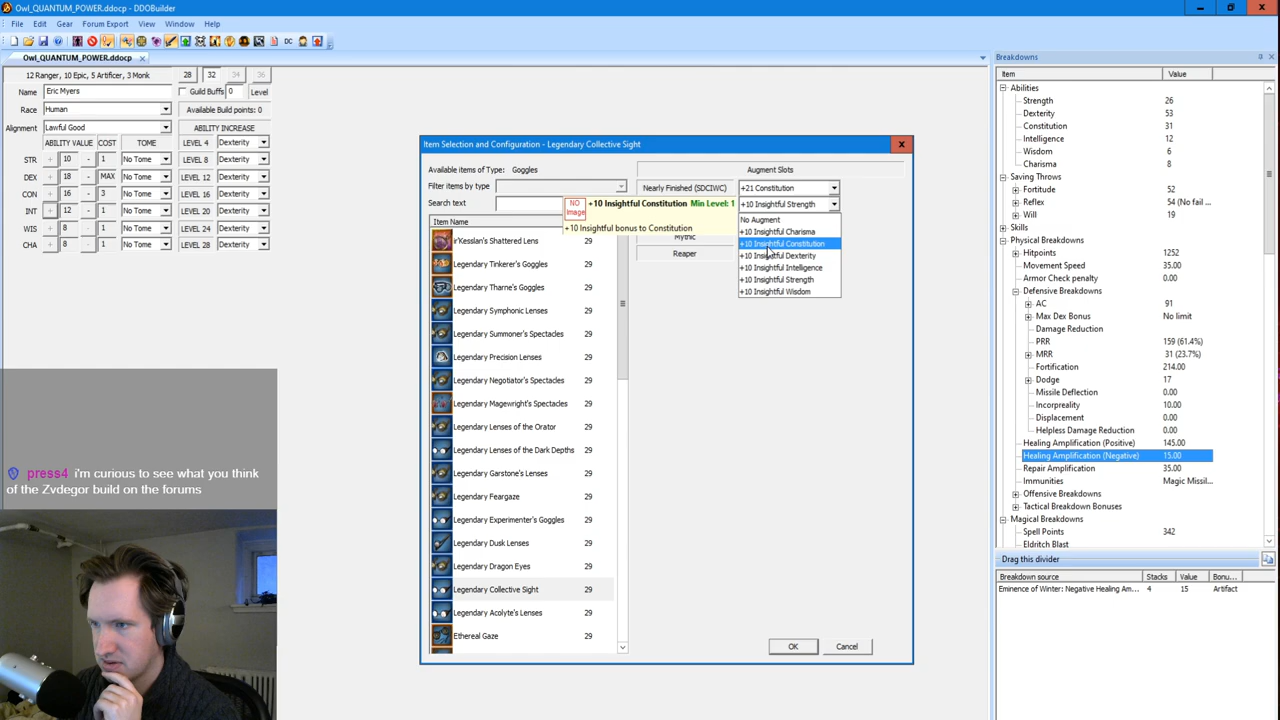 Owl_QUANTUM_POWER.ddocp - DDOBuilder
File Edit Gear Forum Export View Window Help
Owl_QUANTUM_POWER.ddocp
12 Ranger, 10 Epic, 5 Artificer, 3 Monk 28 32 34 36
Name Eric Myers Guild Buffs 0 Level
Race Human Available Build points: 0
Alignment Lawful Good ABILITY INCREASE
ABILITY VALUE COST TOME LEVEL 4 Dexterity
STR + 10 - 1 No Tome LEVEL 8 Dexterity
DEX + 18 - MAX No Tome LEVEL 12 Dexterity
CON + 16 - 3 No Tome LEVEL 16 Dexterity
INT + 12 - 1 No Tome LEVEL 20 Dexterity
WIS + 8 - 1 No Tome LEVEL 24 Dexterity
CHA + 8 - 1 No Tome LEVEL 28 Dexterity
press4 i'm curious to see what you think
of the Zvdegor build on the forums
Item Selection and Configuration - Legendary Collective Sight
Available items of Type: Goggles
Filter items by type
Search text
Item Name
ir'Kesslan's Shattered Lens 29
Legendary Tinkerer's Goggles 29
Legendary Tharne's Goggles 29
Legendary Symphonic Lenses 29
Legendary Summoner's Spectacles 29
Legendary Precision Lenses 29
Legendary Negotiator's Spectacles 29
Legendary Magewright's Spectacles 29
Legendary Lenses of the Orator 29
Legendary Lenses of the Dark Depths 29
Legendary Garstone's Lenses 29
Legendary Feargaze 29
Legendary Experimenter's Goggles 29
Legendary Dusk Lenses 29
Legendary Dragon Eyes 29
Legendary Collective Sight 29
Legendary Acolyte's Lenses 29
Ethereal Gaze 29
NO
Image
+10 Insightful Constitution Min Level: 1
+10 Insightful bonus to Constitution
Augment Slots
Nearly Finished (SDCIWC) +21 Constitution
+10 Insightful Strength
Mythic
Reaper
No Augment
+10 Insightful Charisma
+10 Insightful Constitution
+10 Insightful Dexterity
+10 Insightful Intelligence
+10 Insightful Strength
+10 Insightful Wisdom
OK Cancel
Breakdowns
Item Value
Abilities
Strength 26
Dexterity 53
Constitution 31
Intelligence 12
Wisdom 6
Charisma 8
Saving Throws
Fortitude 52
Reflex 54 (No fail ...
Will 19
Skills
Physical Breakdowns
Hitpoints 1252
Movement Speed 35.00
Armor Check penalty 0.00
Defensive Breakdowns
AC 91
Max Dex Bonus No limit
Damage Reduction
PRR 159 (61.4%)
MRR 31 (23.7%)
Fortification 214.00
Dodge 17
Missile Deflection 0.00
Incorpreality 10.00
Displacement 0.00
Helpless Damage Reduction 0.00
Healing Amplification (Positive) 145.00
Healing Amplification (Negative) 15.00
Repair Amplification 35.00
Immunities Magic Missil...
Offensive Breakdowns
Tactical Breakdown Bonuses
Magical Breakdowns
Spell Points 342
Eldritch Blast
Drag this divider
Breakdown source Stacks Value Bonu...
Eminence of Winter: Negative Healing Am... 4 15 Artifact